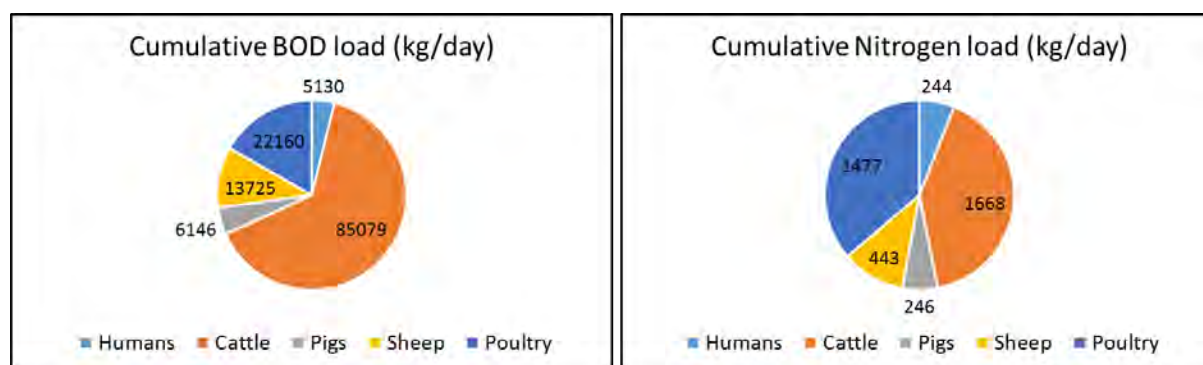 Cumulative BOD load (kg/day)
5130
22160
13725
6146
85079
Humans Cattle Pigs Sheep Poultry
Cumulative Nitrogen load (kg/day)
244
1477
1668
443
246
Humans Cattle Pigs Sheep Poultry